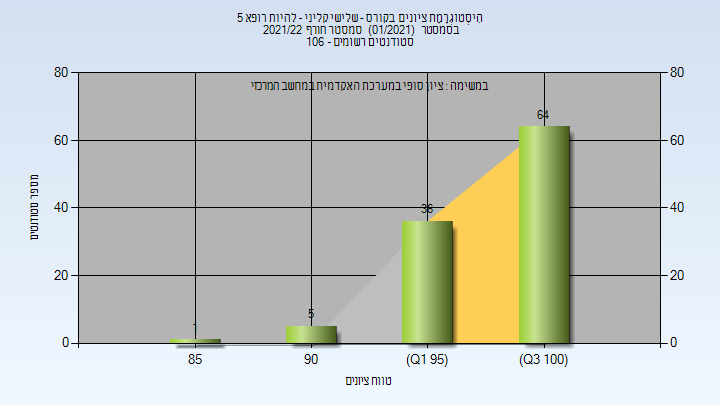 היסטוגרמת ציונים בקורס - שלישי קליני - להיות רופא 5
בסמסטר (01/2021) סמסטר חורף 2021/22
סטודנטים רשומים - 106
במשימה : ציון סופי במערכת האקדמית במחשב המרכזי
80 80
64
60 60
מספר סטודנטים
40 36 40
20 20
5
1
0 0
85 90 (Q1 95) (Q3 100)
טווח ציונים